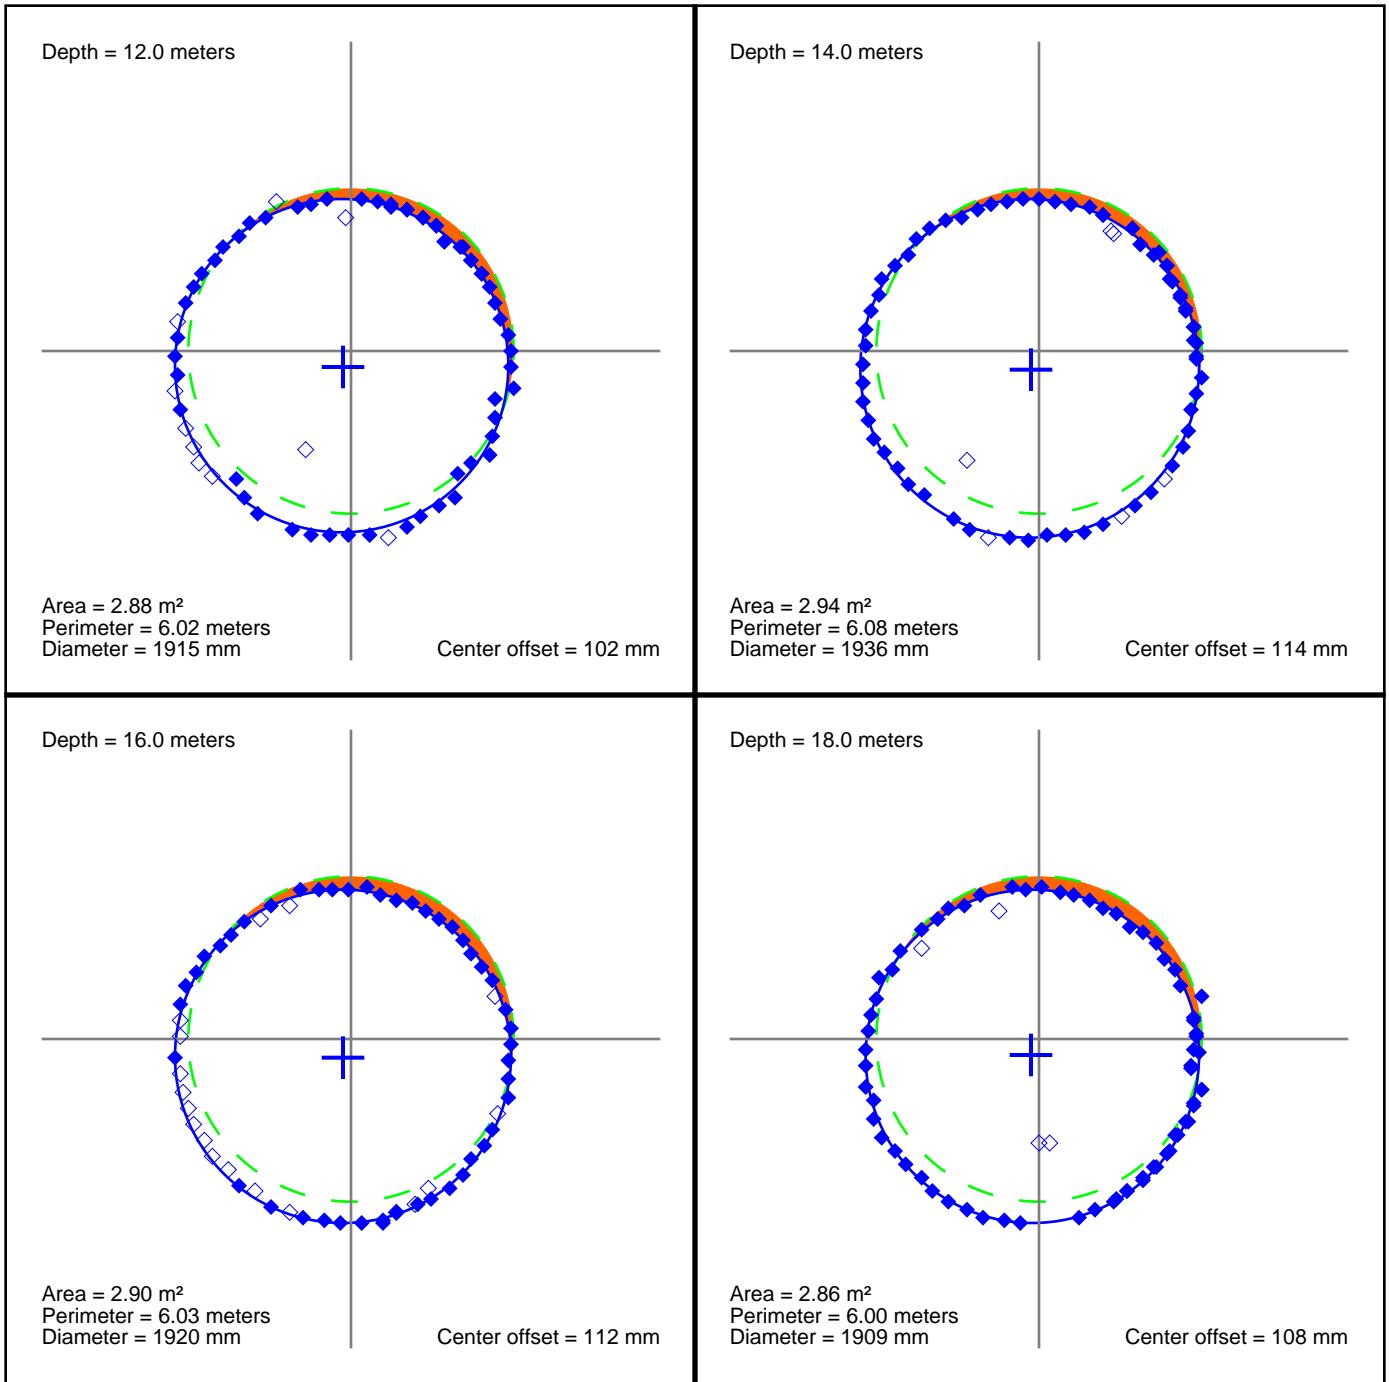 Depth = 12.0 meters
Area = 2.88 m²
Perimeter = 6.02 meters
Diameter = 1915 mm
Center offset = 102 mm
Depth = 14.0 meters
Area = 2.94 m²
Perimeter = 6.08 meters
Diameter = 1936 mm
Center offset = 114 mm
Depth = 16.0 meters
Area = 2.90 m²
Perimeter = 6.03 meters
Diameter = 1920 mm
Center offset = 112 mm
Depth = 18.0 meters
Area = 2.86 m²
Perimeter = 6.00 meters
Diameter = 1909 mm
Center offset = 108 mm